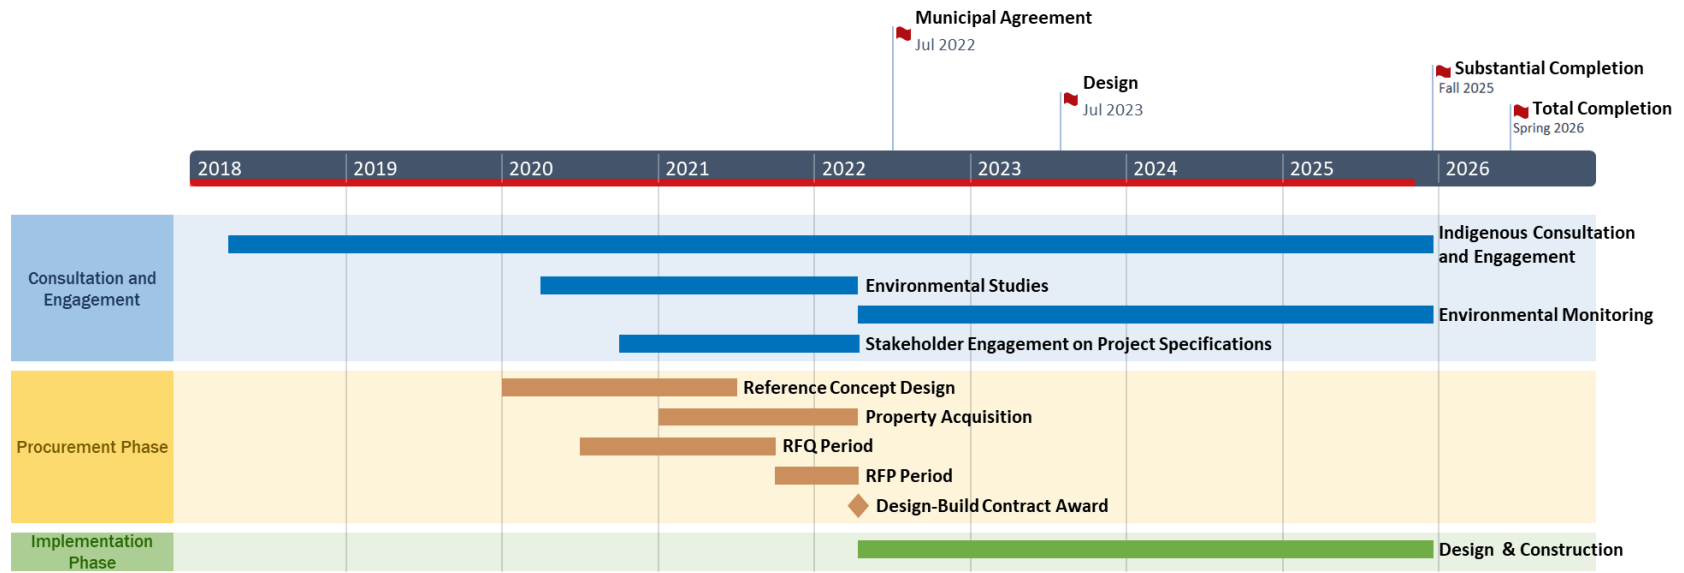 Municipal Agreement
Jul 2022
Design
Jul 2023
Substantial Completion
Fall 2025
Total Completion
Spring 2026
2018 2019 2020 2021 2022 2023 2024 2025 2026
Consultation and
Engagement
Indigenous Consultation
and Engagement
Environmental Studies
Environmental Monitoring
Stakeholder Engagement on Project Specifications
Procurement Phase
Reference Concept Design
Property Acquisition
RFQ Period
RFP Period
Design-Build Contract Award
Implementation
Phase
Design & Construction